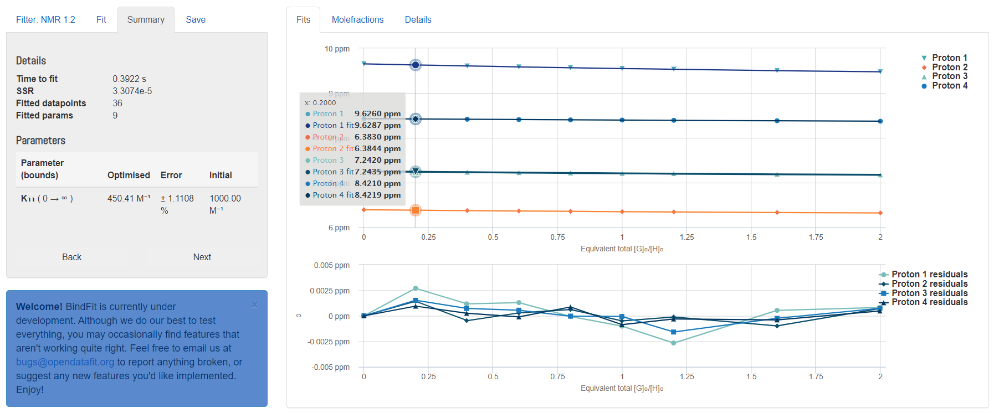 Fitter: NMR 1:2 Fit Summary Save
Details
Time to fit 0.3922 s
SSR 3.3074e-5
Fitted datapoints 36
Fitted params 9
Parameters
Parameter (bounds) Optimised Error Initial
K₁₁ ( 0 → ∞ ) 450.41 M⁻¹ ± 1.1108 % 1000.00 M⁻¹
Back Next
Welcome! BindFit is currently under ×
development. Although we do our best to test
everything, you may occasionally find features that
aren't working quite right. Feel free to email us at
bugs@opendatafit.org to report anything broken, or
suggest any new features you'd like implemented.
Enjoy!
Fits Molefractions Details
10 ppm
9 ppm
8 ppm
7 ppm
6 ppm
x: 0.2000
● Proton 1 9.6260 ppm
● Proton 1 fit 9.6287 ppm
● Proton 2 6.3830 ppm
● Proton 2 fit 6.3844 ppm
● Proton 3 7.2420 ppm
● Proton 3 fit 7.2435 ppm
● Proton 4 8.4210 ppm
● Proton 4 fit 8.4219 ppm
0 0.25 0.5 0.75 1 1.25 1.5 1.75 2
Equivalent total [G]₀/[H]₀
Proton 1
Proton 2
Proton 3
Proton 4
0.005 ppm
0.0025 ppm
0 ppm
-0.0025 ppm
-0.005 ppm
0
0 0.25 0.5 0.75 1 1.25 1.5 1.75 2
Equivalent total [G]₀/[H]₀
Proton 1 residuals
Proton 2 residuals
Proton 3 residuals
Proton 4 residuals